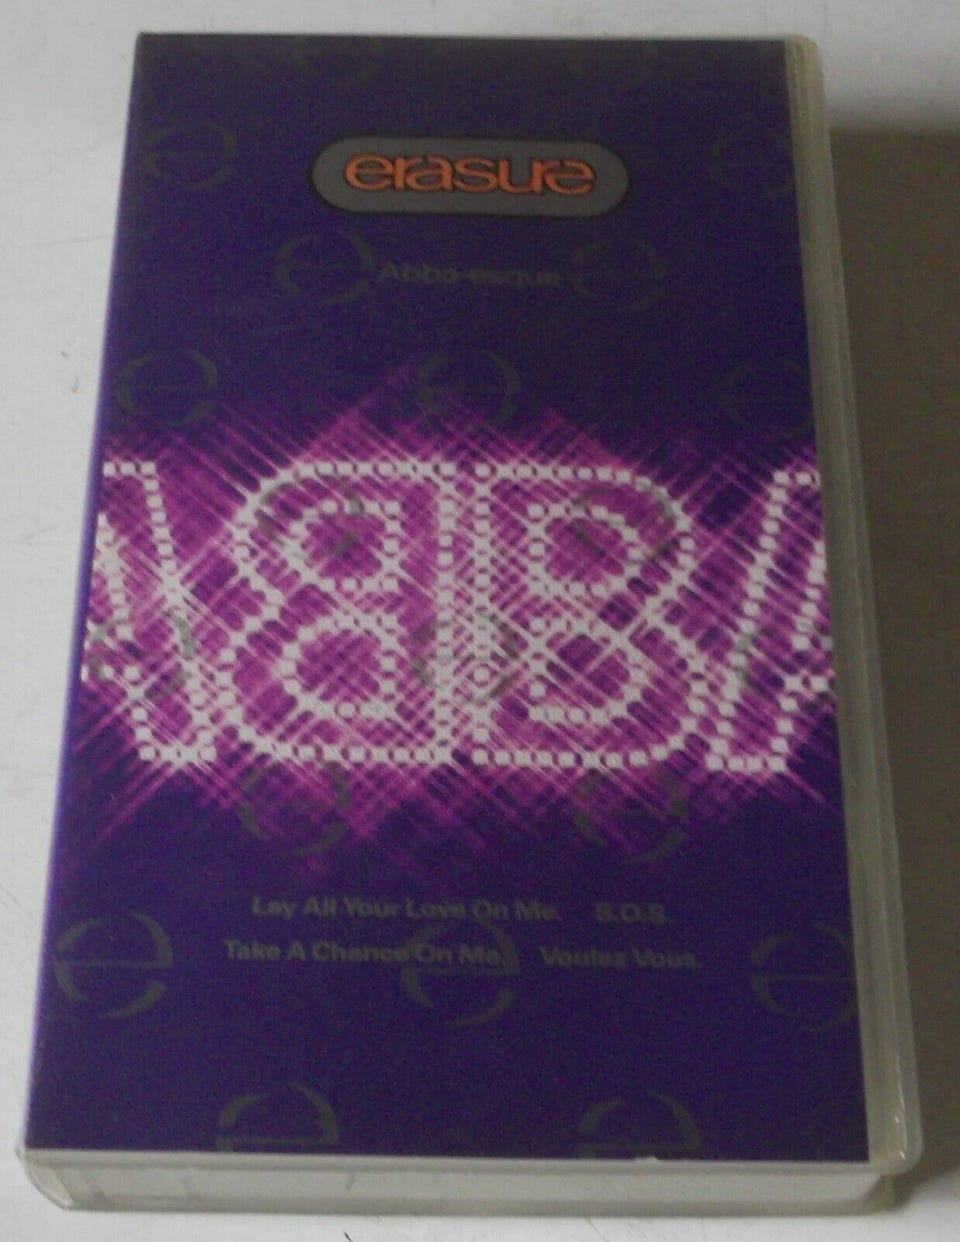 erasure
Abba-esque
ABBA
Lay All Your Love On Me. S.O.S.
Take A Chance On Me. Voulez Vous.